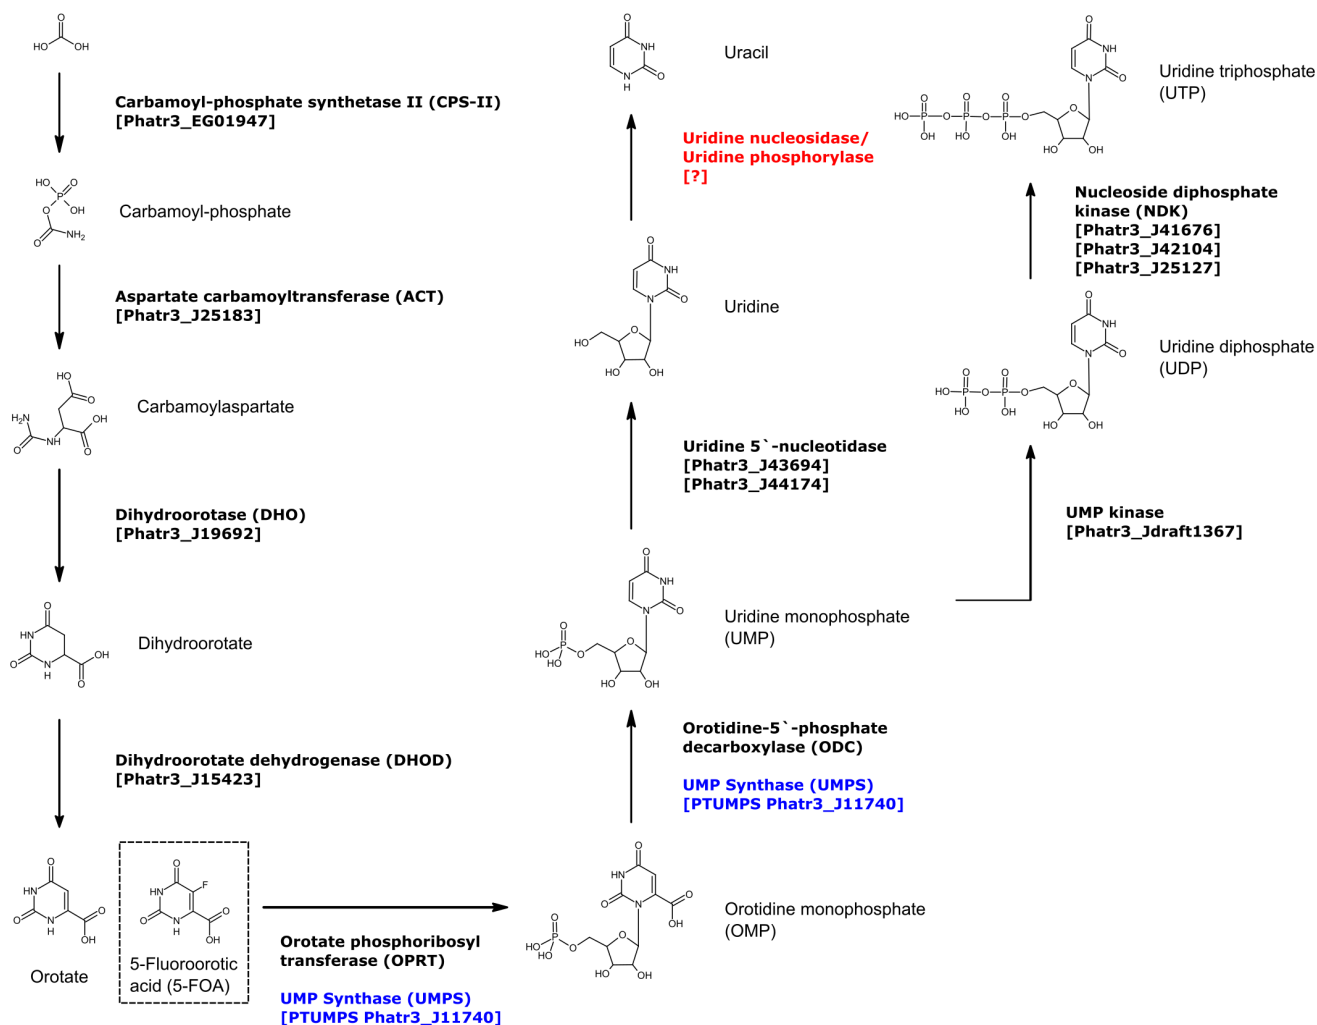 Carbamoyl-phosphate synthetase II (CPS-II)
[Phatr3_EG01947]
Carbamoyl-phosphate
Aspartate carbamoyltransferase (ACT)
[Phatr3_J25183]
Carbamoylaspartate
Dihydroorotase (DHO)
[Phatr3_J19692]
Dihydroorotate
Dihydroorotate dehydrogenase (DHOD)
[Phatr3_J15423]
Orotate
5-Fluoroorotic
acid (5-FOA)
Orotate phosphoribosyl
transferase (OPRT)
UMP Synthase (UMPS)
[PTUMPS Phatr3_J11740]
Orotidine monophosphate
(OMP)
Orotidine-5`-phosphate
decarboxylase (ODC)
UMP Synthase (UMPS)
[PTUMPS Phatr3_J11740]
Uridine monophosphate
(UMP)
Uridine 5`-nucleotidase
[Phatr3_J43694]
[Phatr3_J44174]
Uridine
Uridine nucleosidase/
Uridine phosphorylase
[?]
Uracil
UMP kinase
[Phatr3_Jdraft1367]
Uridine diphosphate
(UDP)
Nucleoside diphosphate
kinase (NDK)
[Phatr3_J41676]
[Phatr3_J42104]
[Phatr3_J25127]
Uridine triphosphate
(UTP)